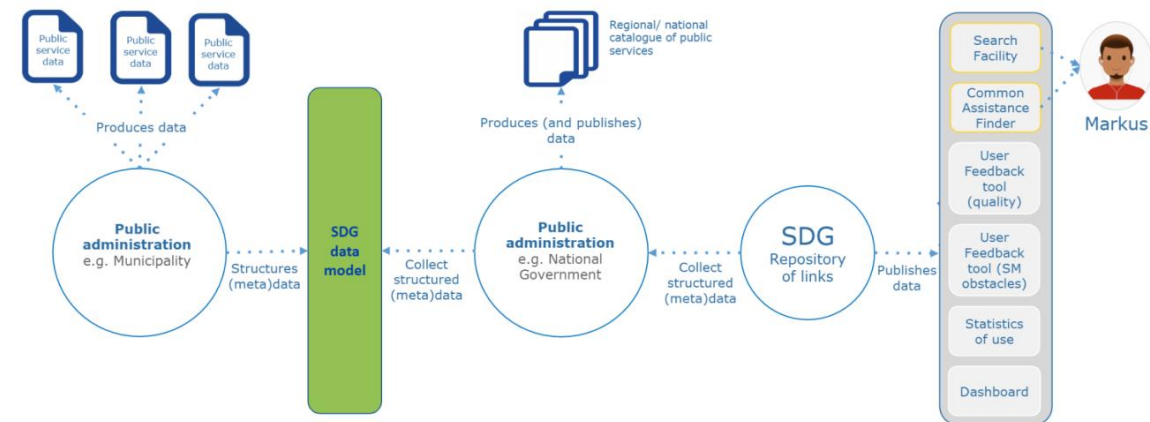 Public
service
data
Public
service
data
Public
service
data
Produces data
Public
administration
e.g. Municipality
Structures
(meta)data
SDG
data
model
Collect
structured
(meta)data
Regional/ national
catalogue of public
services
Produces (and publishes)
data
Public
administration
e.g. National
Government
Collect
structured
(meta)data
SDG
Repository
of links
Publishes
data
Search
Facility
Common
Assistance
Finder
User
Feedback
tool
(quality)
User
Feedback
tool (SM
obstacles)
Statistics
of use
Dashboard
Markus